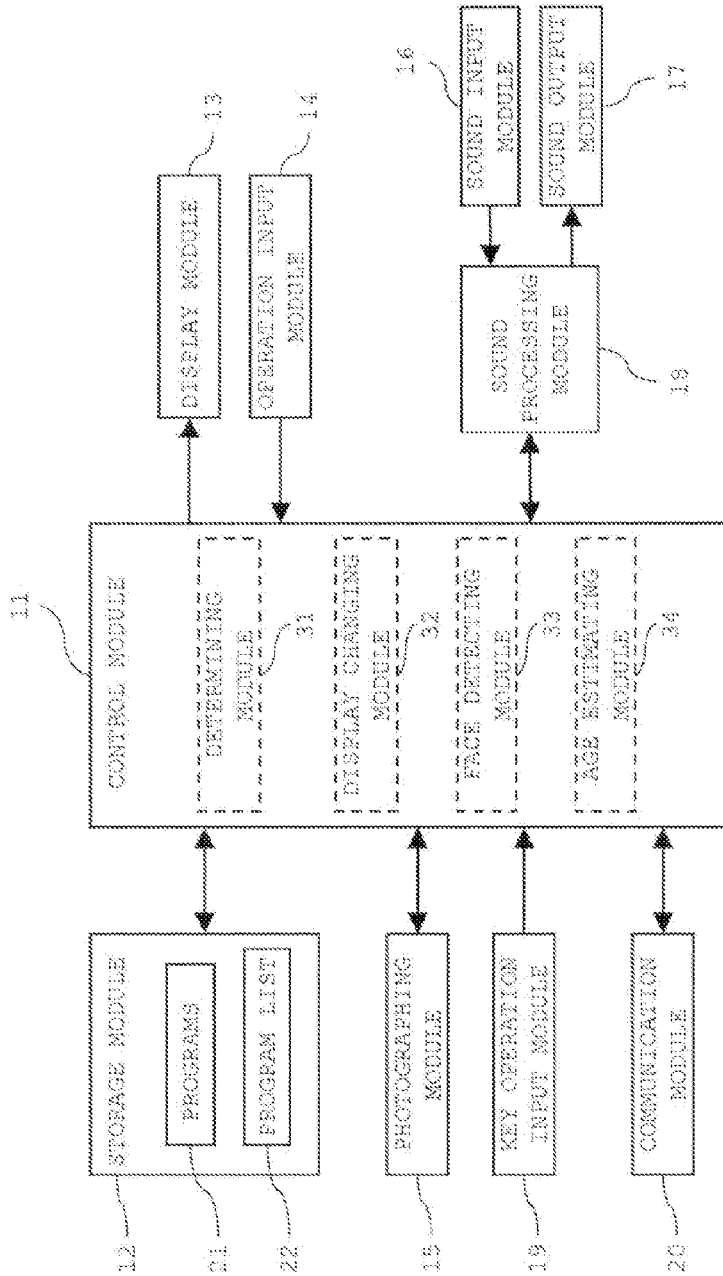 11
CONTROL MODULE
DETERMINING
MODULE
31
DISPLAY CHANGING
MODULE
32
FACE DETECTING
MODULE
33
AGE ESTIMATING
MODULE
34
12
STORAGE MODULE
PROGRAMS
21
PROGRAM LIST
22
PHOTOGRAPHING
MODULE
15
KEY OPERATION
INPUT MODULE
19
COMMUNICATION
MODULE
20
DISPLAY MODULE
13
OPERATION INPUT
MODULE
14
SOUND
PROCESSING
MODULE
18
SOUND INPUT
MODULE
16
SOUND OUTPUT
MODULE
17